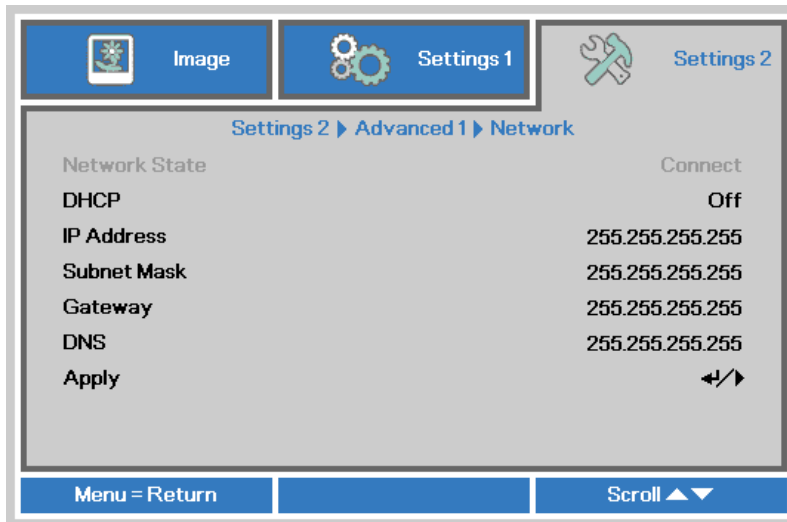 Image Settings 1 Settings 2
Settings 2 ▶ Advanced 1 ▶ Network
Network State Connect
DHCP Off
IP Address 255.255.255.255
Subnet Mask 255.255.255.255
Gateway 255.255.255.255
DNS 255.255.255.255
Apply ↵/▶
Menu = Return Scroll ▲▼